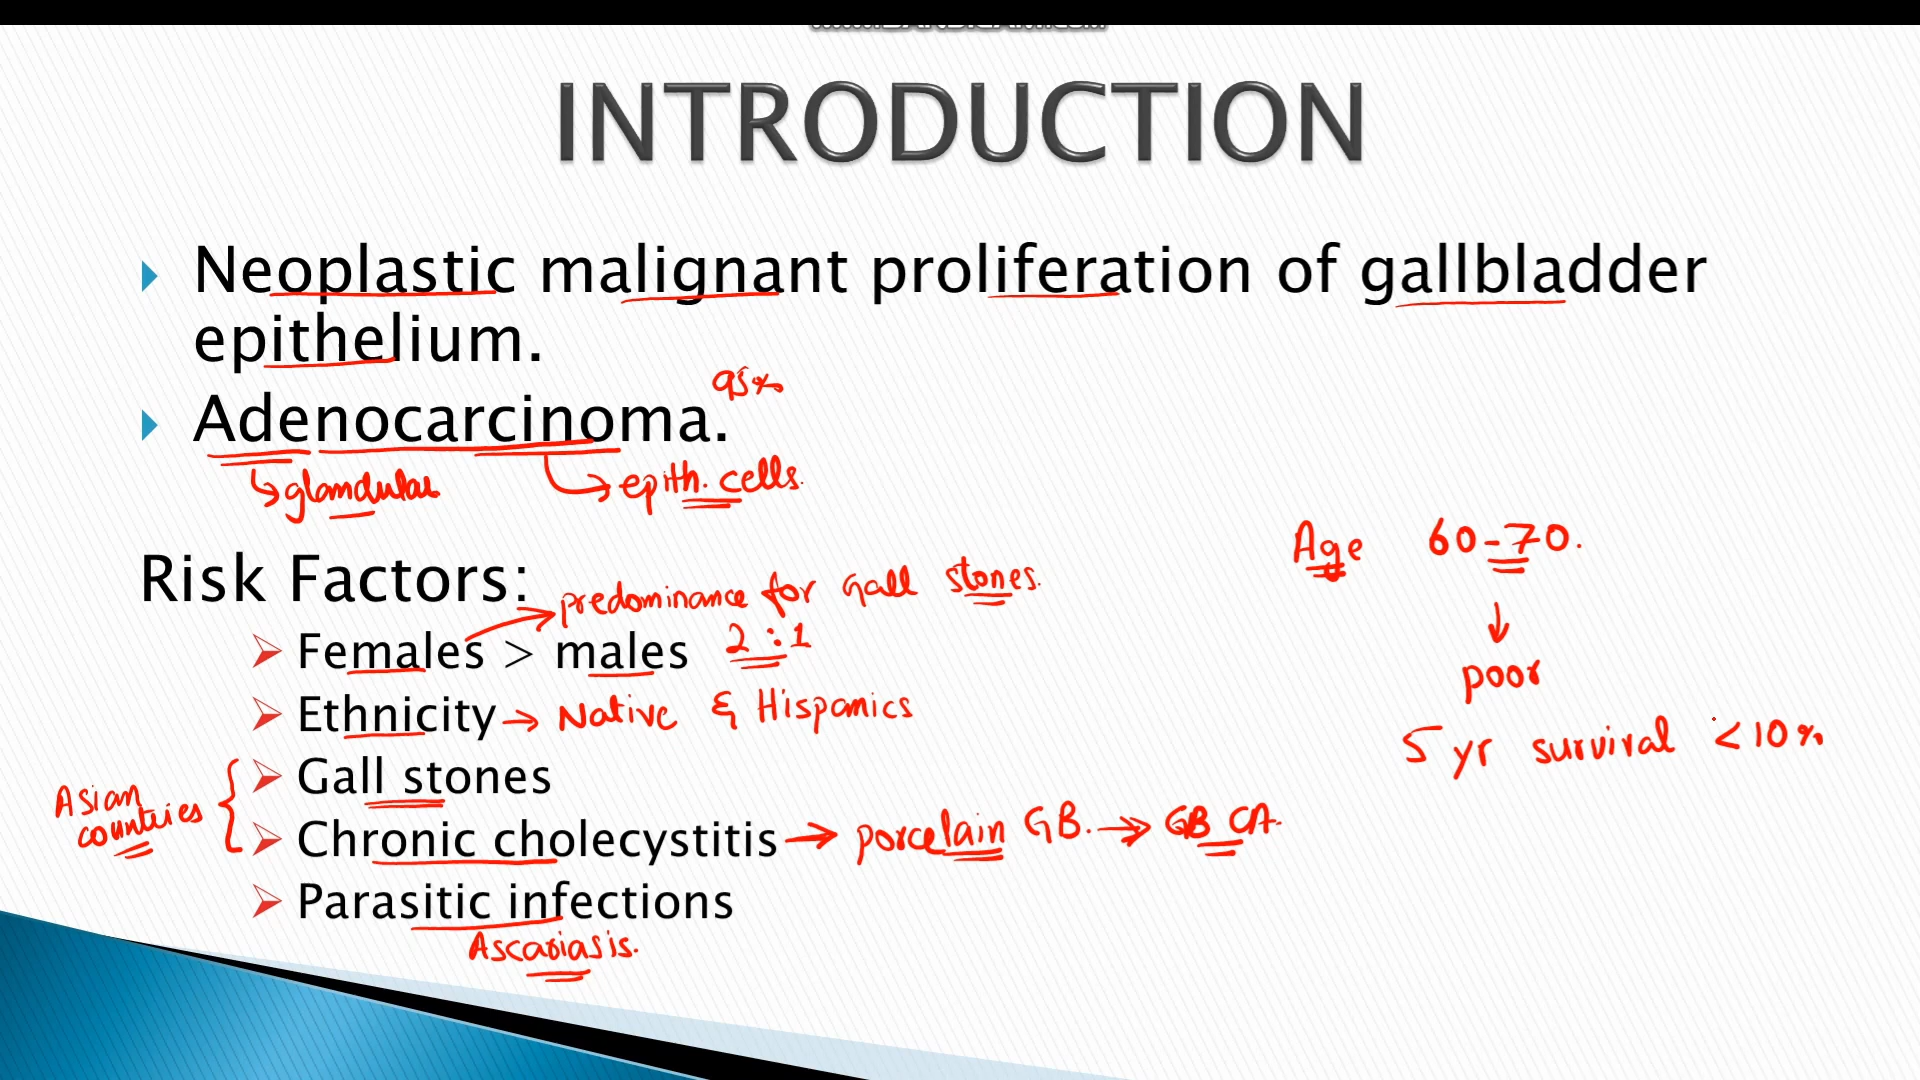 INTRODUCTION
Neoplastic malignant proliferation of gallbladder
epithelium.
Adenocarcinoma. 95%
glandular epith. cells.
Age 60-70.
poor
5 yr survival <10%
Risk Factors:
predominance for Gall stones.
Females > males 2:1
Ethnicity → Native & Hispanics
Gall stones
Asian
countries
Chronic cholecystitis → porcelain GB. → GB CA.
Parasitic infections
Ascariasis.